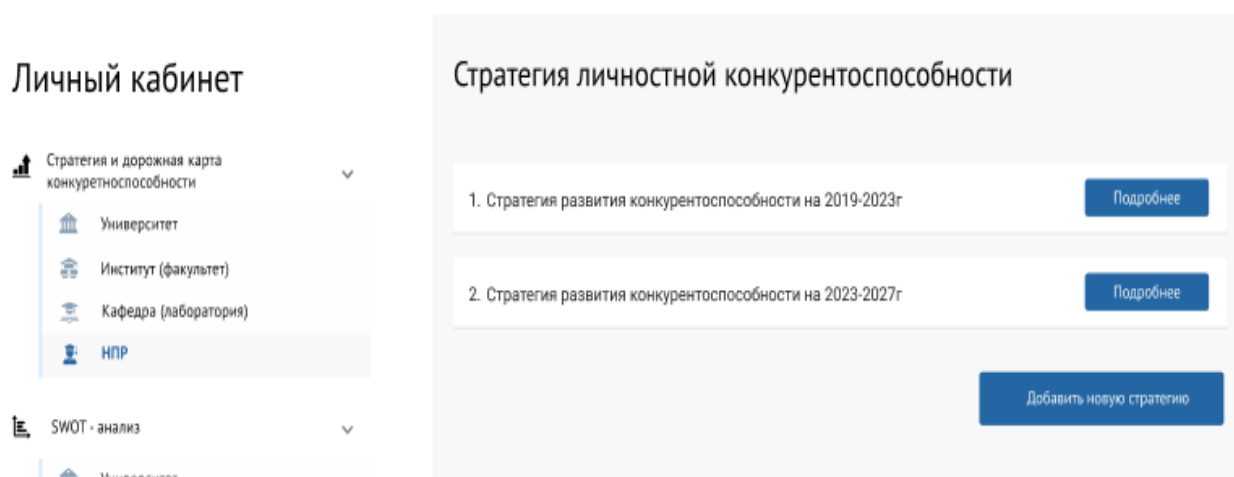 Личный кабинет
Стратегия и дорожная карта
конкуретноспособности
Университет
Институт (факультет)
Кафедра (лаборатория)
НПР
SWOT - анализ
Стратегия личностной конкурентоспособности
1. Стратегия развития конкурентоспособности на 2019-2023г
Подробнее
2. Стратегия развития конкурентоспособности на 2023-2027г
Подробнее
Добавить новую стратегию